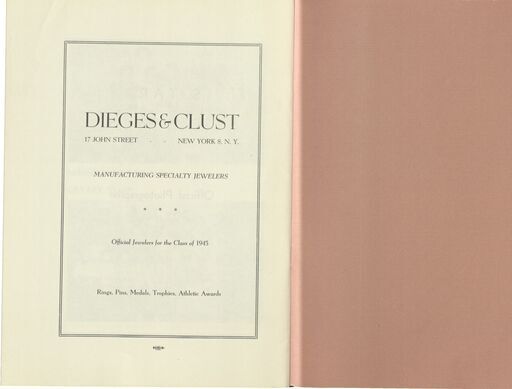 DIEGES & CLUST
17 JOHN STREET - - NEW YORK 8, N. Y.
MANUFACTURING SPECIALTY JEWELERS
* * *
Official Jewelers for the Class of 1945
Rings, Pins, Medals, Trophies, Athletic Awards